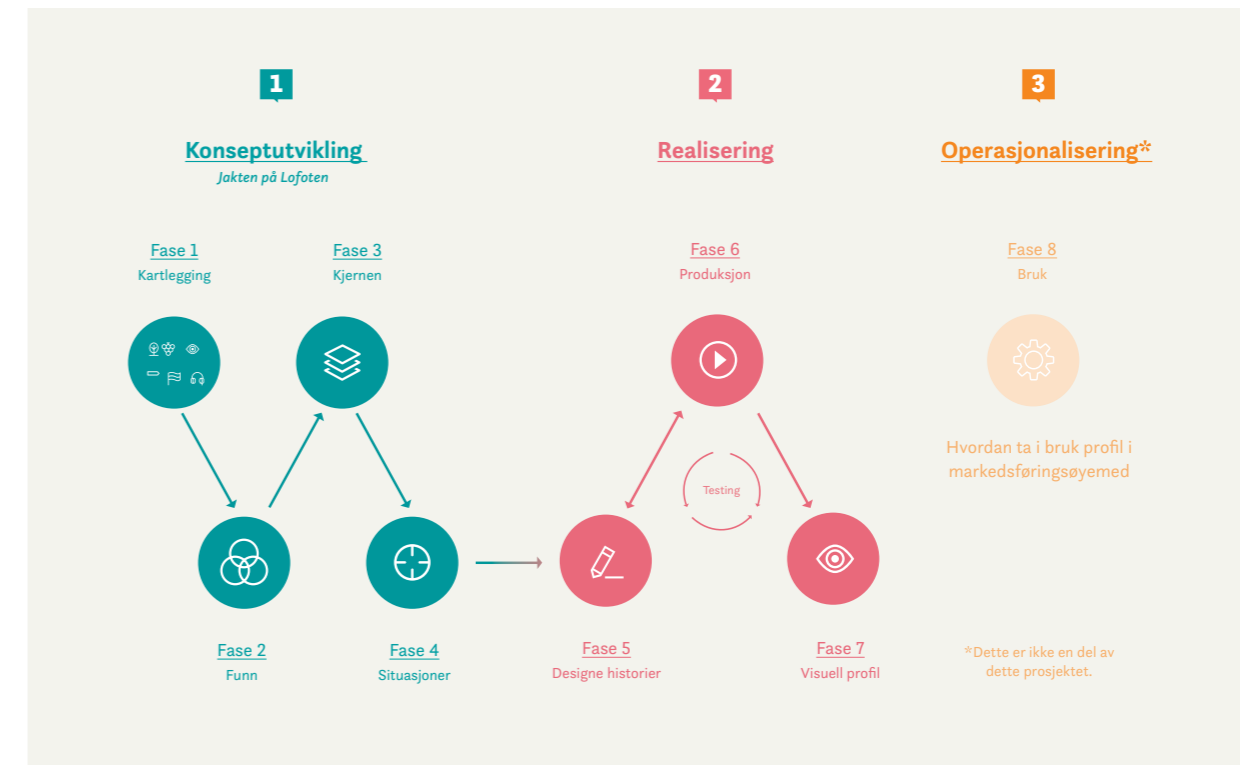 1
Konseptutvikling
Jakten på Lofoten
Fase 1
Kartlegging
Fase 3
Kjernen
Fase 2
Funn
Fase 4
Situasjoner
2
Realisering
Fase 6
Produksjon
Testing
Fase 5
Designe historier
Fase 7
Visuell profil
3
Operasjonalisering*
Fase 8
Bruk
Hvordan ta i bruk profil i
markedsføringsøyemed
*Dette er ikke en del av
dette prosjektet.